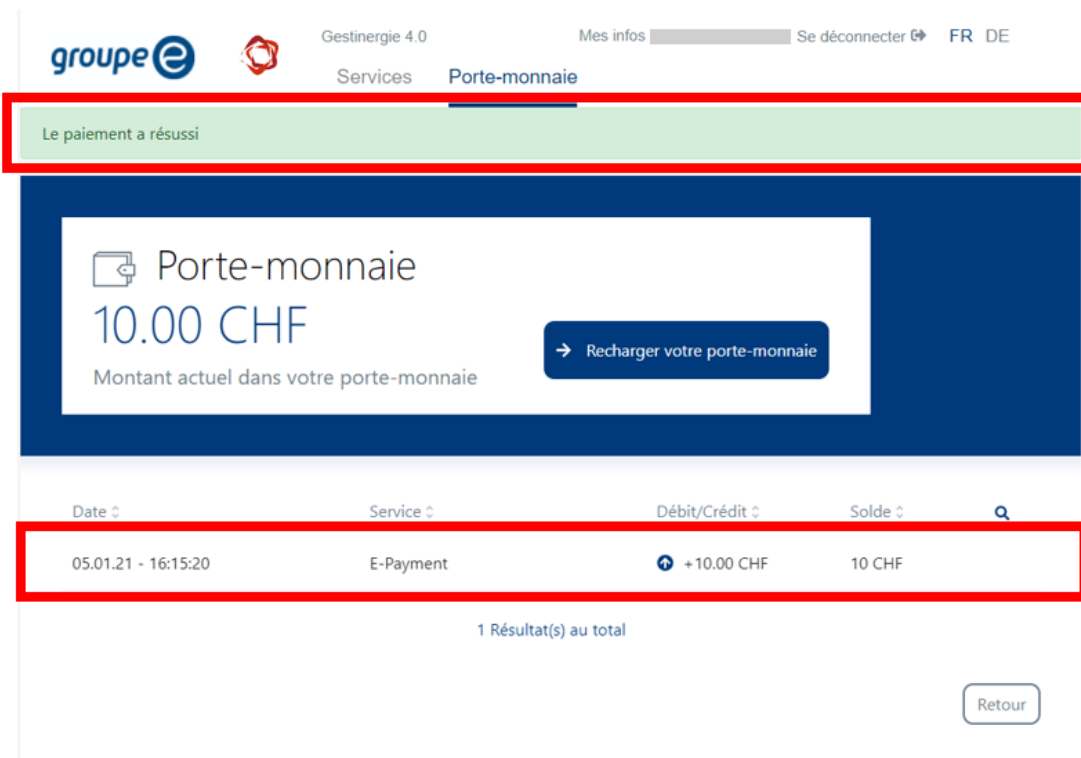 groupe e
Gestinergie 4.0
Mes infos
Se déconnecter
FR DE
Services
Porte-monnaie
Le paiement a résussi
Porte-monnaie
10.00 CHF
Montant actuel dans votre porte-monnaie
Recharger votre porte-monnaie
Date Service Débit/Crédit Solde
05.01.21 - 16:15:20 E-Payment +10.00 CHF 10 CHF
1 Résultat(s) au total
Retour